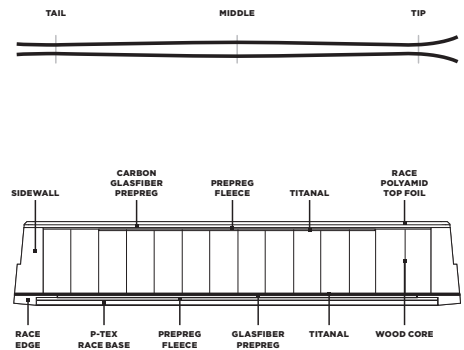 TAIL
MIDDLE
TIP
SIDEWALL
CARBON
GLASFIBER
PREPREG
PREPREG
FLEECE
TITANAL
RACE
POLYAMID
TOP FOIL
RACE
EDGE
P-TEX
RACE BASE
PREPREG
FLEECE
GLASFIBER
PREPREG
TITANAL
WOOD CORE